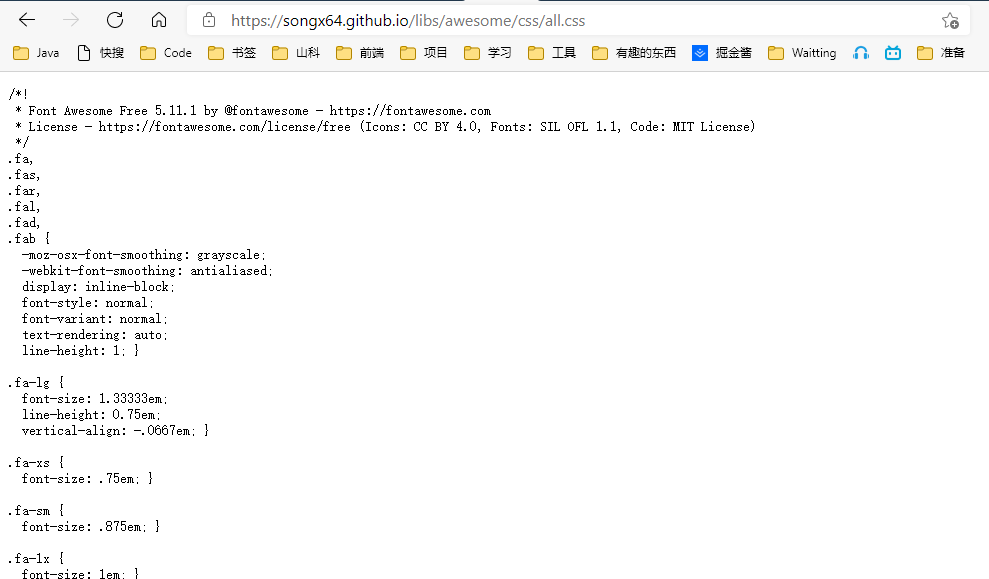 https://songx64.github.io/libs/awesome/css/all.css
Java 快搜 Code 书签 山科 前端 项目 学习 工具 有趣的东西 掘金酱 Waitting 准备
/*!
 * Font Awesome Free 5.11.1 by @fontawesome - https://fontawesome.com
 * License - https://fontawesome.com/license/free (Icons: CC BY 4.0, Fonts: SIL OFL 1.1, Code: MIT License)
 */
.fa,
.fas,
.far,
.fal,
.fad,
.fab {
  -moz-osx-font-smoothing: grayscale;
  -webkit-font-smoothing: antialiased;
  display: inline-block;
  font-style: normal;
  font-variant: normal;
  text-rendering: auto;
  line-height: 1; }
.fa-lg {
  font-size: 1.33333em;
  line-height: 0.75em;
  vertical-align: -.0667em; }
.fa-xs {
  font-size: .75em; }
.fa-sm {
  font-size: .875em; }
.fa-1x {
  font-size: 1em; }